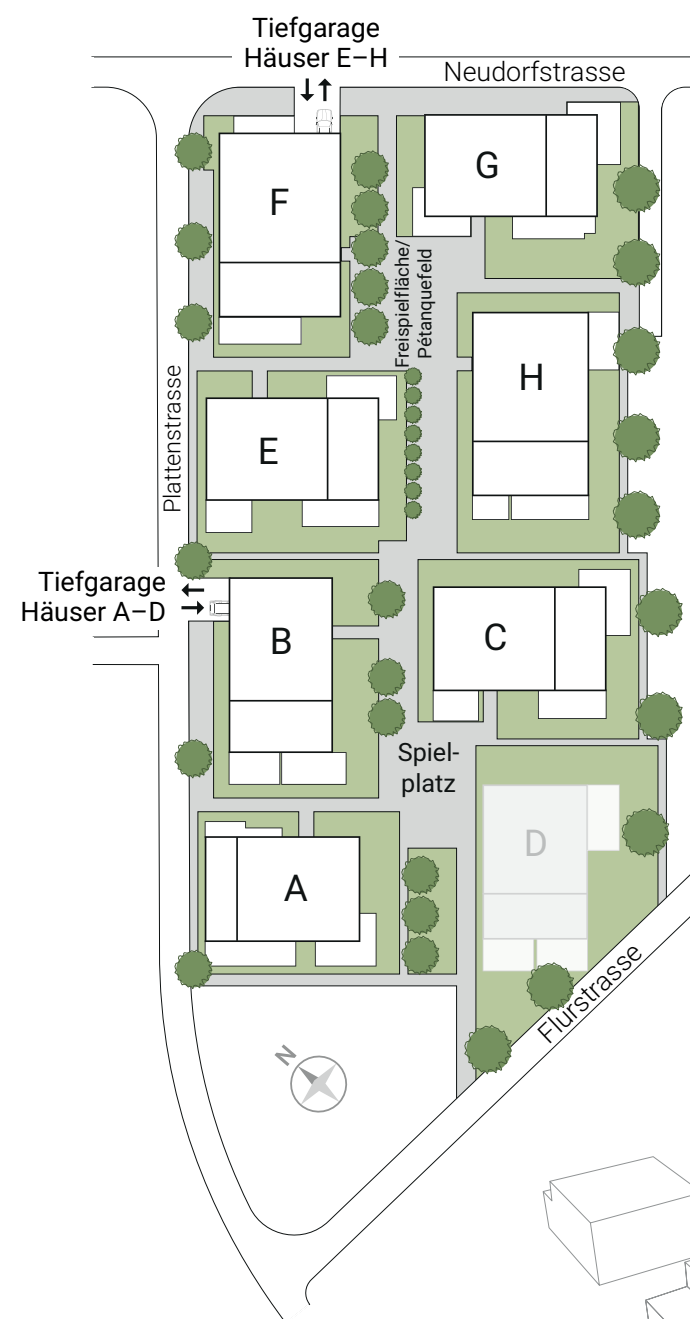 Tiefgarage
Häuser E–H
Neudorfstrasse
F
G
Freispielfläche/
Pétanquefeld
H
Plattenstrasse
E
Tiefgarage
Häuser A–D
B
C
Spiel-
platz
D
A
Flurstrasse
N